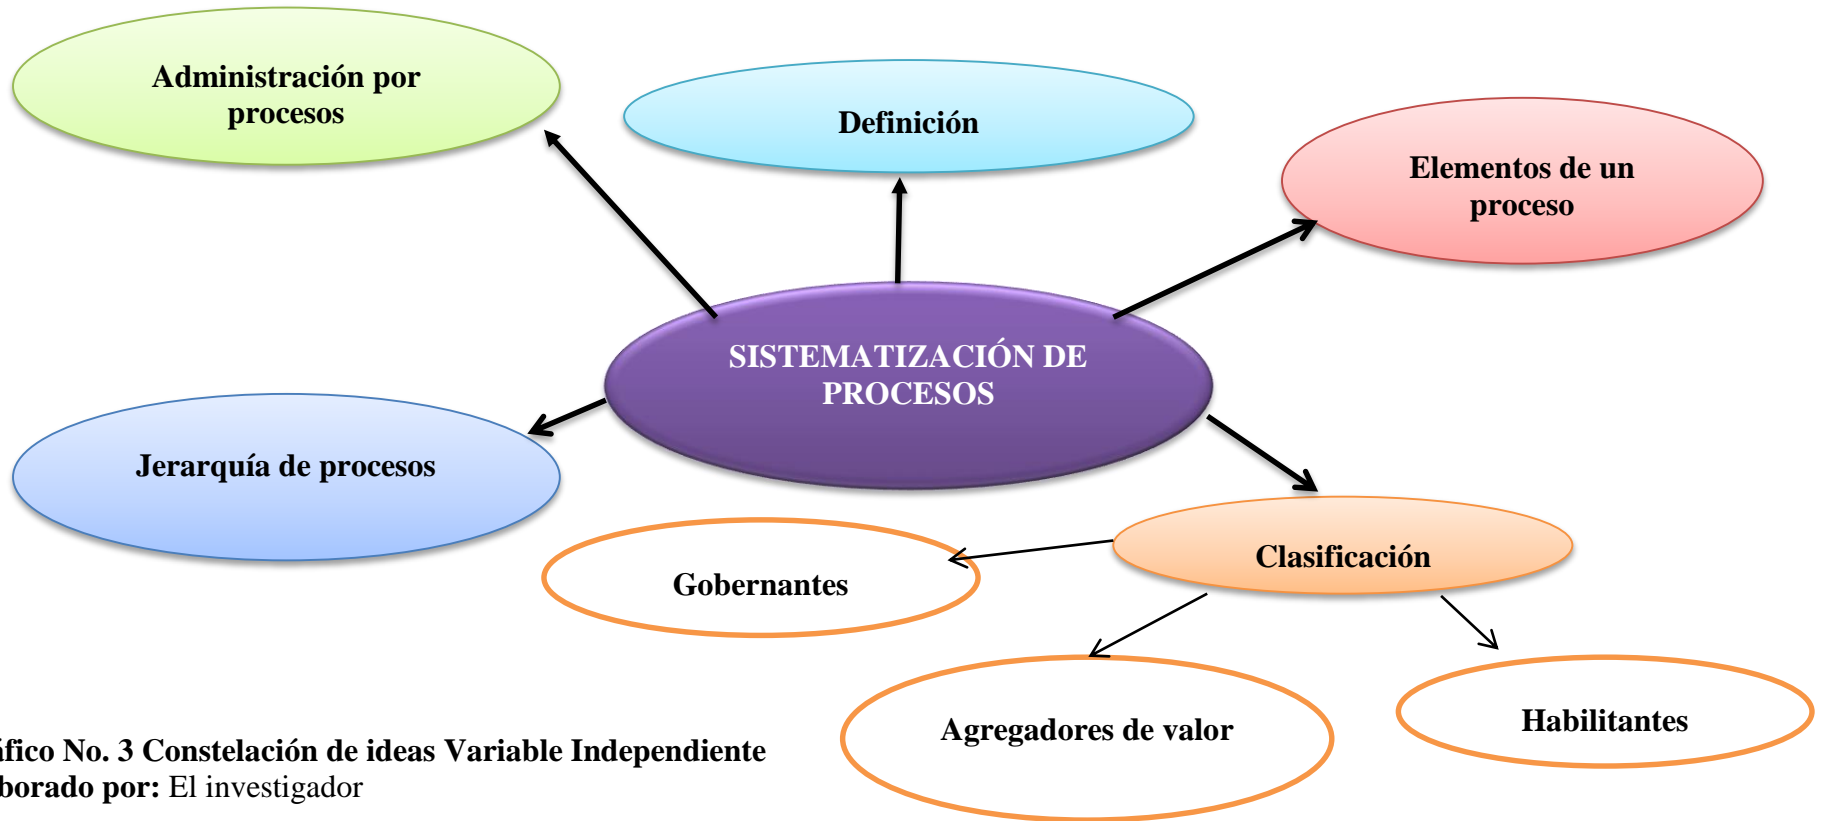 Administración por
procesos
Definición
Elementos de un
proceso
SISTEMATIZACIÓN DE
PROCESOS
Jerarquía de procesos
Clasificación
Gobernantes
Agregadores de valor
Habilitantes
áfico No. 3 Constelación de ideas Variable Independiente
borado por: El investigador